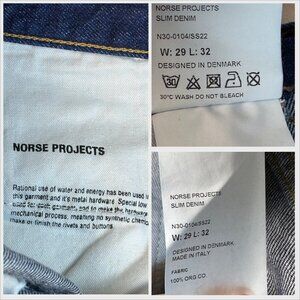 NORSE PROJECTS
Rational use of water and energy has been used in
this garment and it's metal hardware. Special low
used for each garment, and to make the hardware
mechanical process, meaning no synthetic chemic
make or finish the rivets and buttons.
NORSE PROJECTS
SLIM DENIM
N30-0104/SS22
W: 29 L: 32
DESIGNED IN DENMARK
30
30°C WASH DO NOT BLEACH
NORSE PROJECTS
SLIM DENIM
N30-0104/SS22
W: 29 L: 32
DESIGNED IN DENMARK
MADE IN ITALY
FABRIC
100% ORG CO.